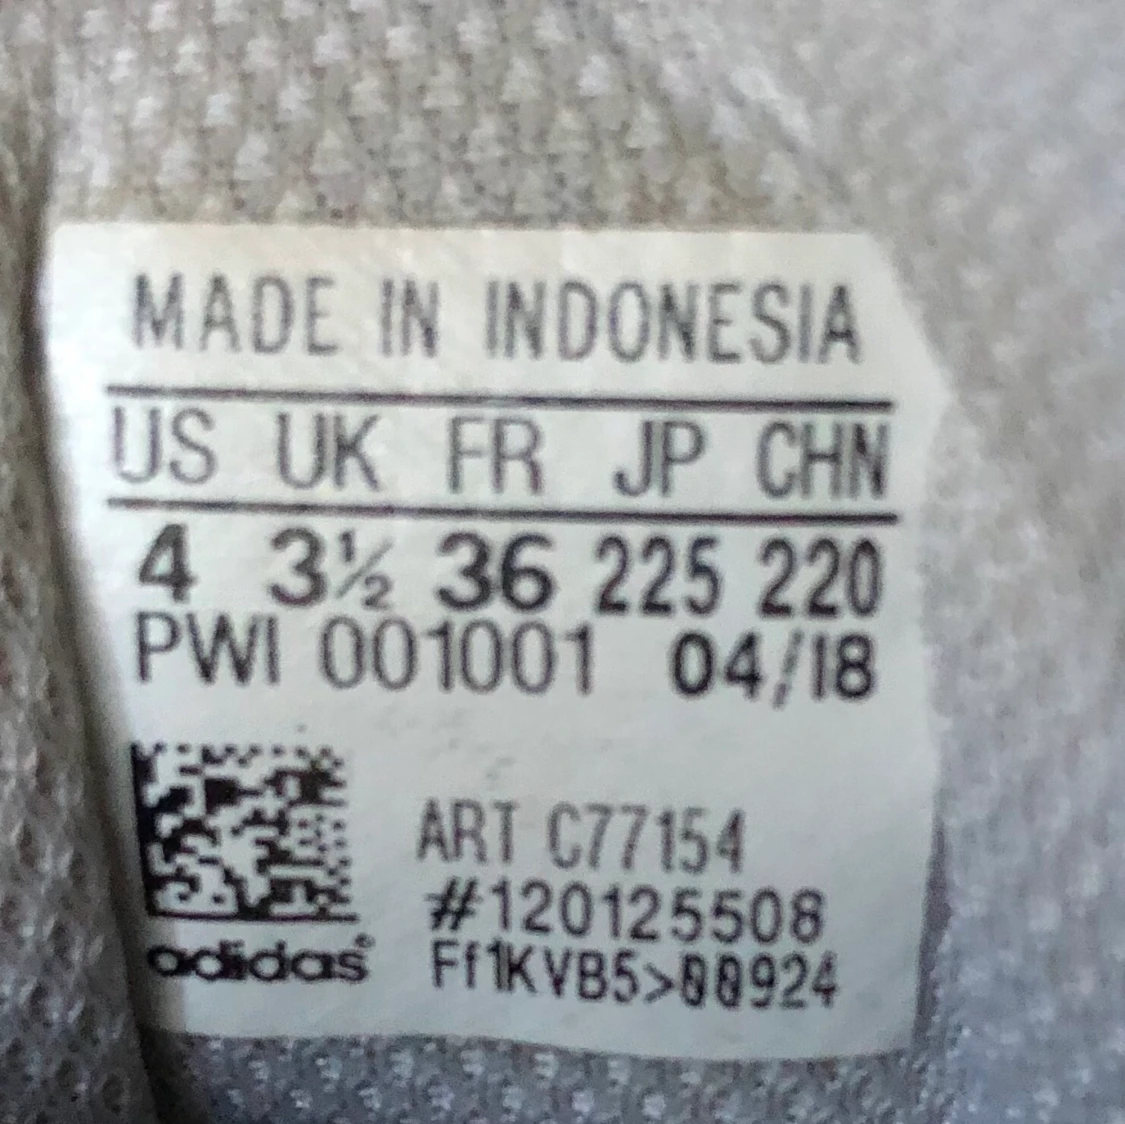 MADE IN INDONESIA
US UK FR JP CHN
4 3½ 36 225 220
PWI 001001 04/18
ART C77154
#120125508
adidas® Ff1KVB5>00924